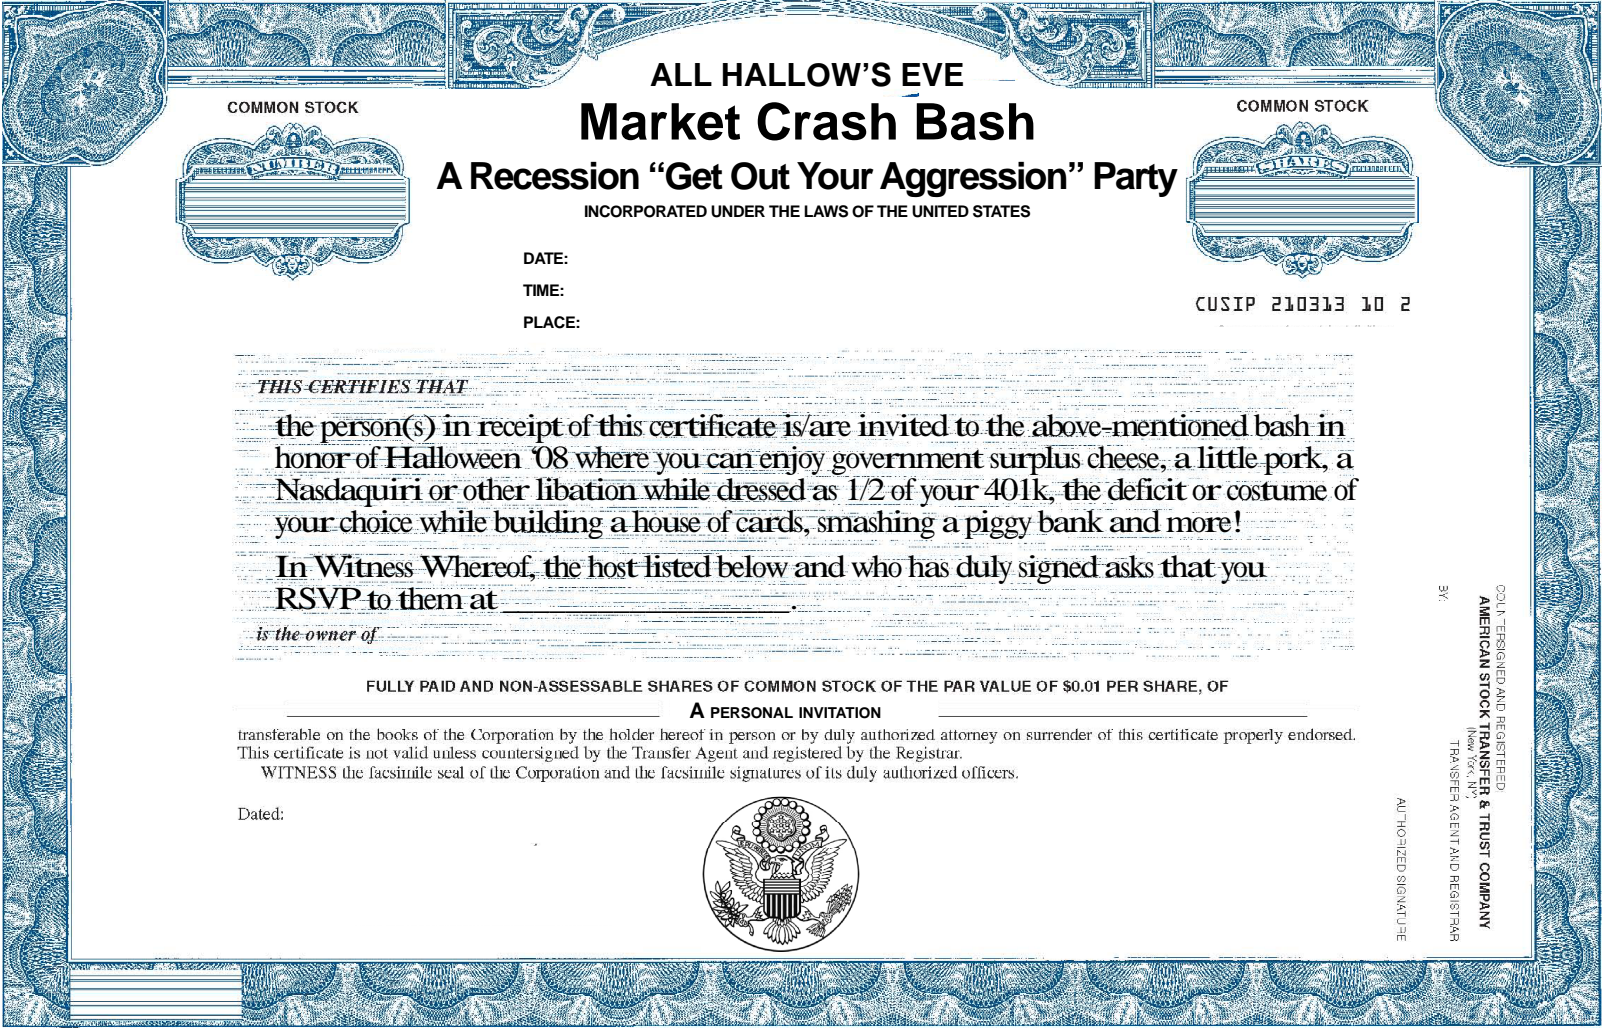 ALL HALLOW'S EVE
Market Crash Bash
A Recession “Get Out Your Aggression” Party
INCORPORATED UNDER THE LAWS OF THE UNITED STATES
COMMON STOCK
NUMBER
COMMON STOCK
SHARES
DATE:
TIME:
PLACE:
CUSIP 210313 10 2
THIS CERTIFIES THAT
the person(s) in receipt of this certificate is/are invited to the above-mentioned bash in
honor of Halloween ‘08 where you can enjoy government surplus cheese, a little pork, a
Nasdaquiri or other libation while dressed as 1/2 of your 401k, the deficit or costume of
your choice while building a house of cards, smashing a piggy bank and more!
In Witness Whereof, the host listed below and who has duly signed asks that you
RSVP to them at ____________________.
is the owner of
FULLY PAID AND NON-ASSESSABLE SHARES OF COMMON STOCK OF THE PAR VALUE OF $0.01 PER SHARE, OF
A PERSONAL INVITATION
transferable on the books of the Corporation by the holder hereof in person or by duly authorized attorney on surrender of this certificate properly endorsed.
This certificate is not valid unless countersigned by the Transfer Agent and registered by the Registrar.
WITNESS the facsimile seal of the Corporation and the facsimile signatures of its duly authorized officers.
Dated:
COUNTERSIGNED AND REGISTERED:
AMERICAN STOCK TRANSFER & TRUST COMPANY
(New York, NY)
TRANSFER AGENT AND REGISTRAR
BY:
AUTHORIZED SIGNATURE